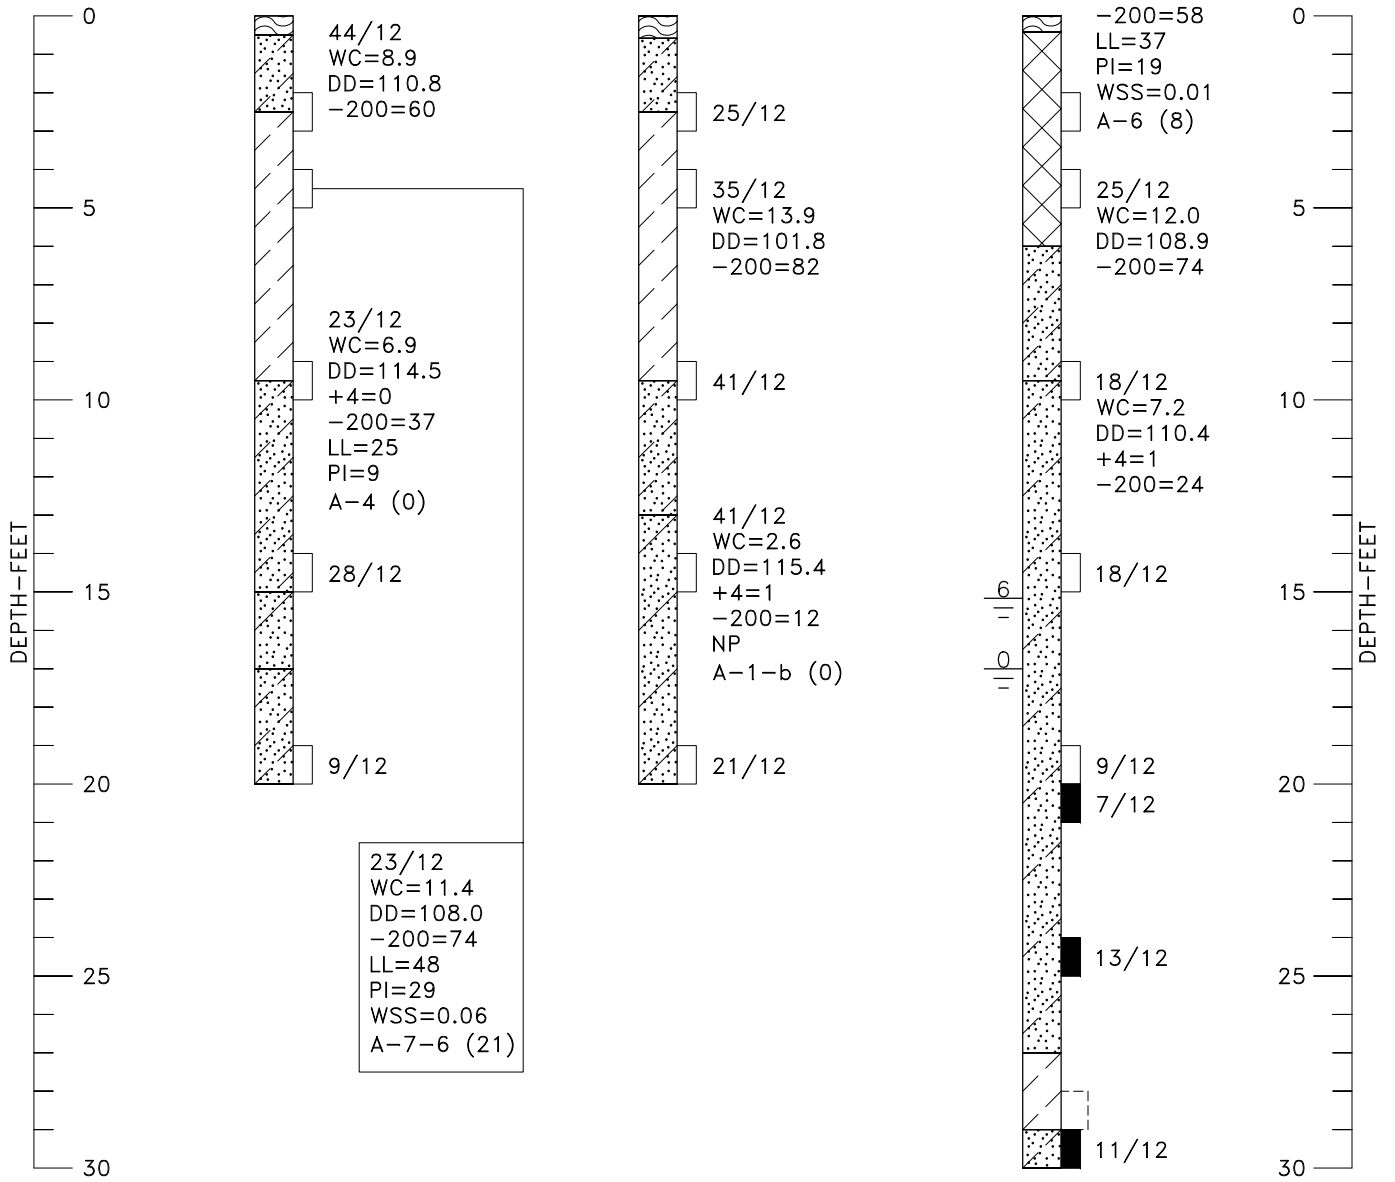 0
5
10
15
20
25
30
DEPTH-FEET
44/12
WC=8.9
DD=110.8
-200=60
23/12
WC=6.9
DD=114.5
+4=0
-200=37
LL=25
PI=9
A-4 (0)
28/12
9/12
23/12
WC=11.4
DD=108.0
-200=74
LL=48
PI=29
WSS=0.06
A-7-6 (21)
25/12
35/12
WC=13.9
DD=101.8
-200=82
41/12
41/12
WC=2.6
DD=115.4
+4=1
-200=12
NP
A-1-b (0)
21/12
6
0
-200=58
LL=37
PI=19
WSS=0.01
A-6 (8)
25/12
WC=12.0
DD=108.9
-200=74
18/12
WC=7.2
DD=110.4
+4=1
-200=24
18/12
9/12
7/12
13/12
11/12
0
5
10
15
20
25
30
DEPTH-FEET